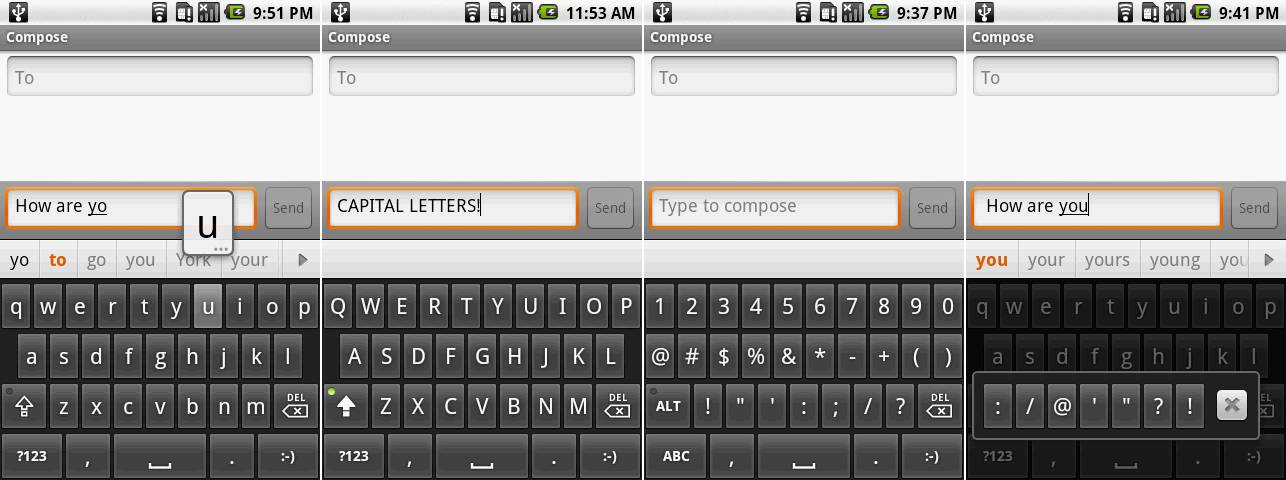 9:51 PM
Compose
To
How are yo
Send
u
...
yo to go you York your
q w e r t y u i o p
a s d f g h j k l
z x c v b n m DEL
?123 , . :-)
11:53 AM
Compose
To
CAPITAL LETTERS!
Send
Q W E R T Y U I O P
A S D F G H J K L
Z X C V B N M DEL
?123 , . :-)
9:37 PM
Compose
To
Type to compose
Send
1 2 3 4 5 6 7 8 9 0
@ # $ % & * - + ( )
ALT ! " ' : ; / ? DEL
ABC , . :-)
9:41 PM
Compose
To
How are you
Send
you your yours young you
q w e r t y u i o p
a s d f g h j k l
: / @ ' " ? !
?123 , . :-)